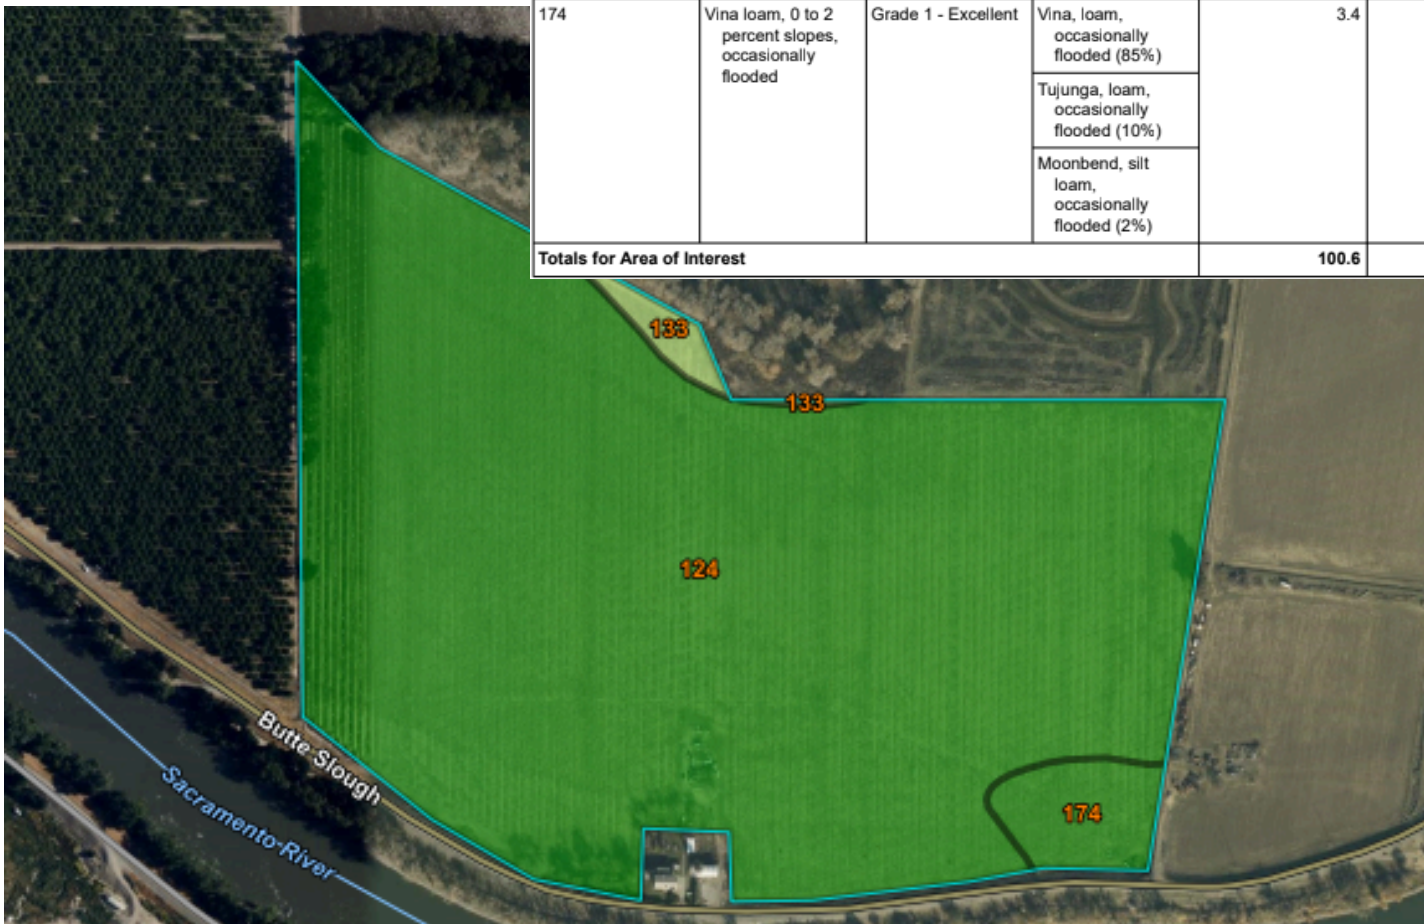 174
Vina loam, 0 to 2
percent slopes,
occasionally
flooded
Grade 1 - Excellent
Vina, loam,
occasionally
flooded (85%)
3.4
Tujunga, loam,
occasionally
flooded (10%)
Moonbend, silt
loam,
occasionally
flooded (2%)
Totals for Area of Interest
100.6
133
133
124
174
Butte Slough
Sacramento River